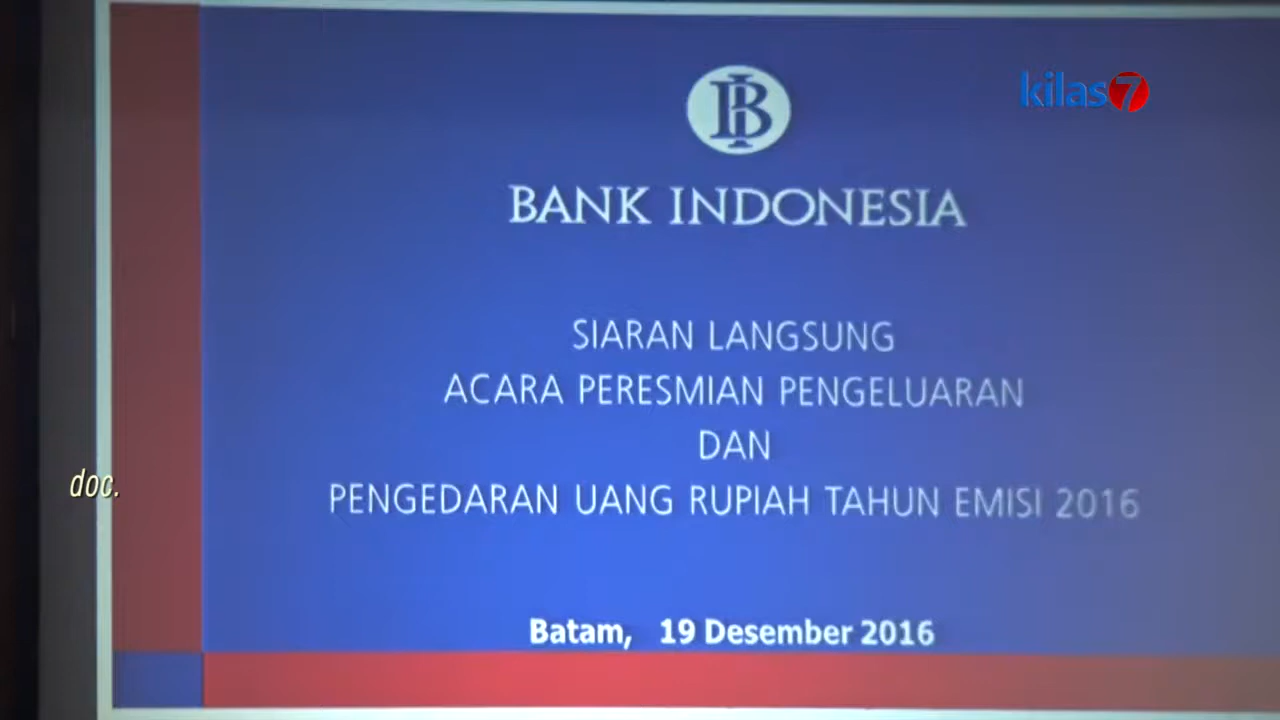 kilas7
BANK INDONESIA
SIARAN LANGSUNG
ACARA PERESMIAN PENGELUARAN
DAN
PENGEDARAN UANG RUPIAH TAHUN EMISI 2016
doc.
Batam, 19 Desember 2016